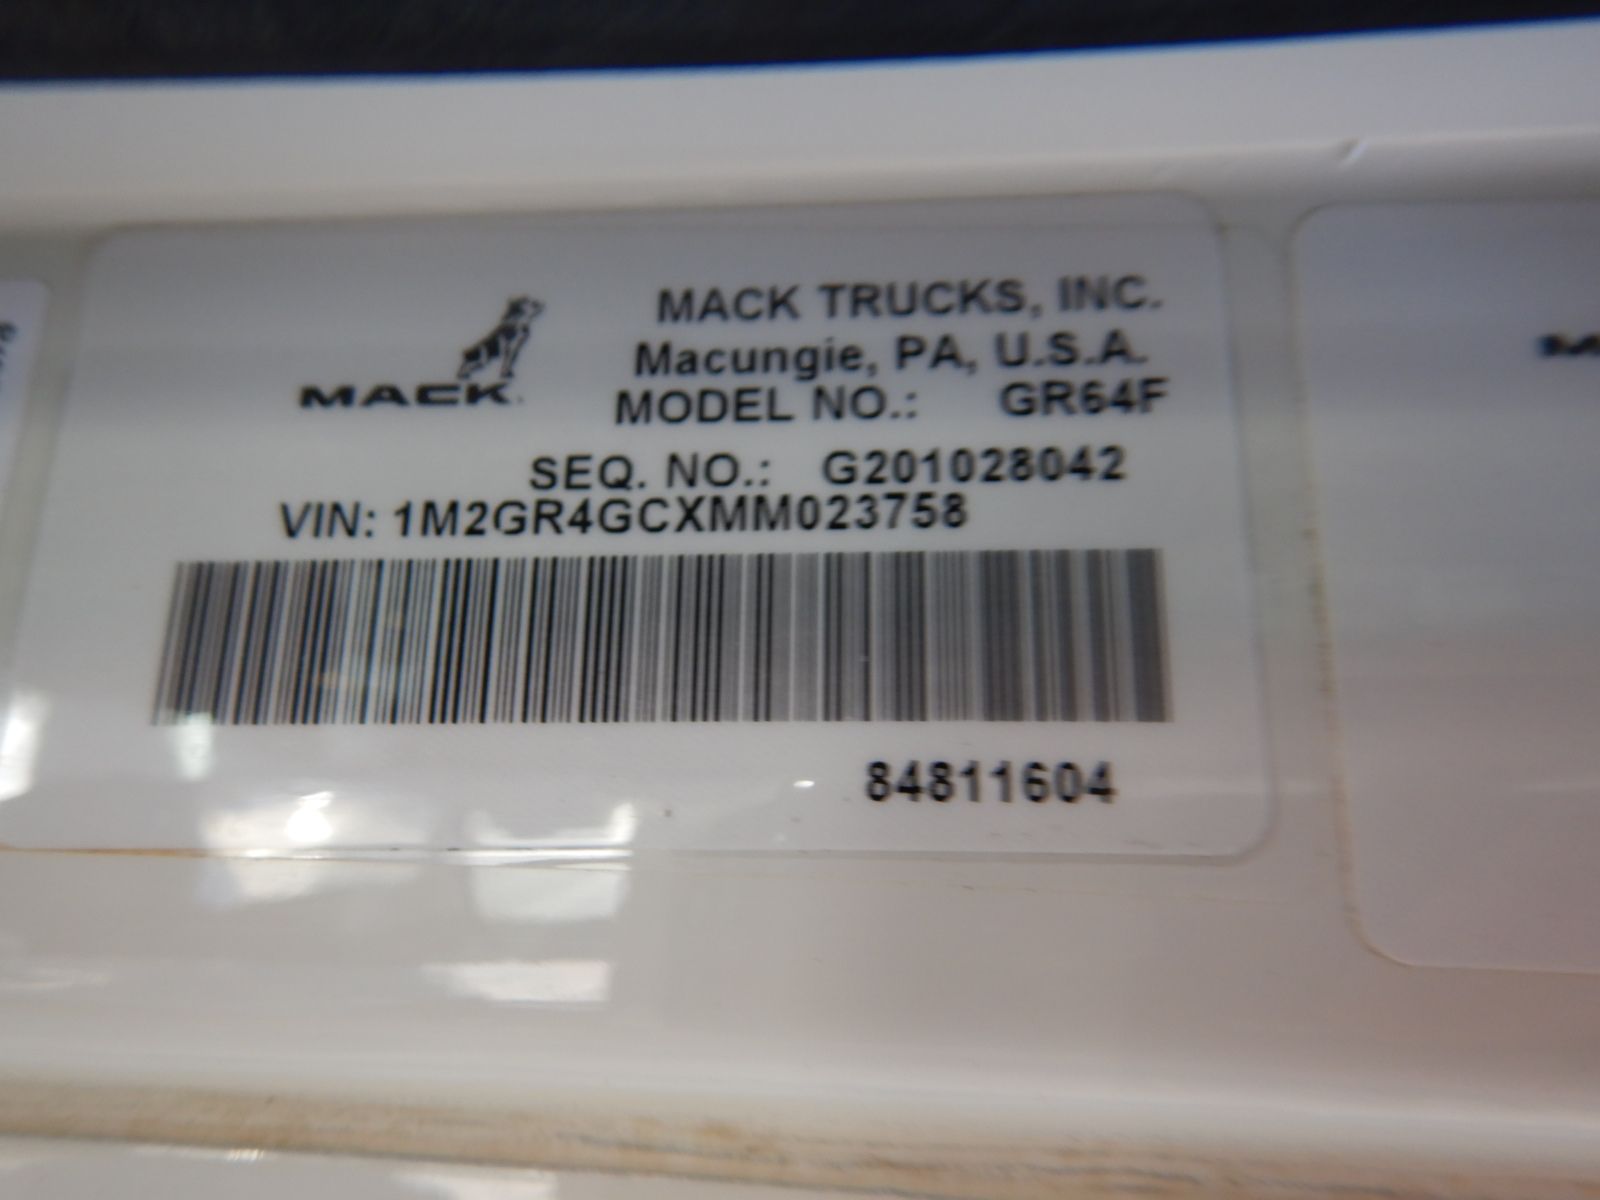 MACK TRUCKS, INC.
Macungie, PA, U.S.A.
MACK
MODEL NO.: GR64F
SEQ. NO.: G201028042
VIN: 1M2GR4GCXMM023758
84811604